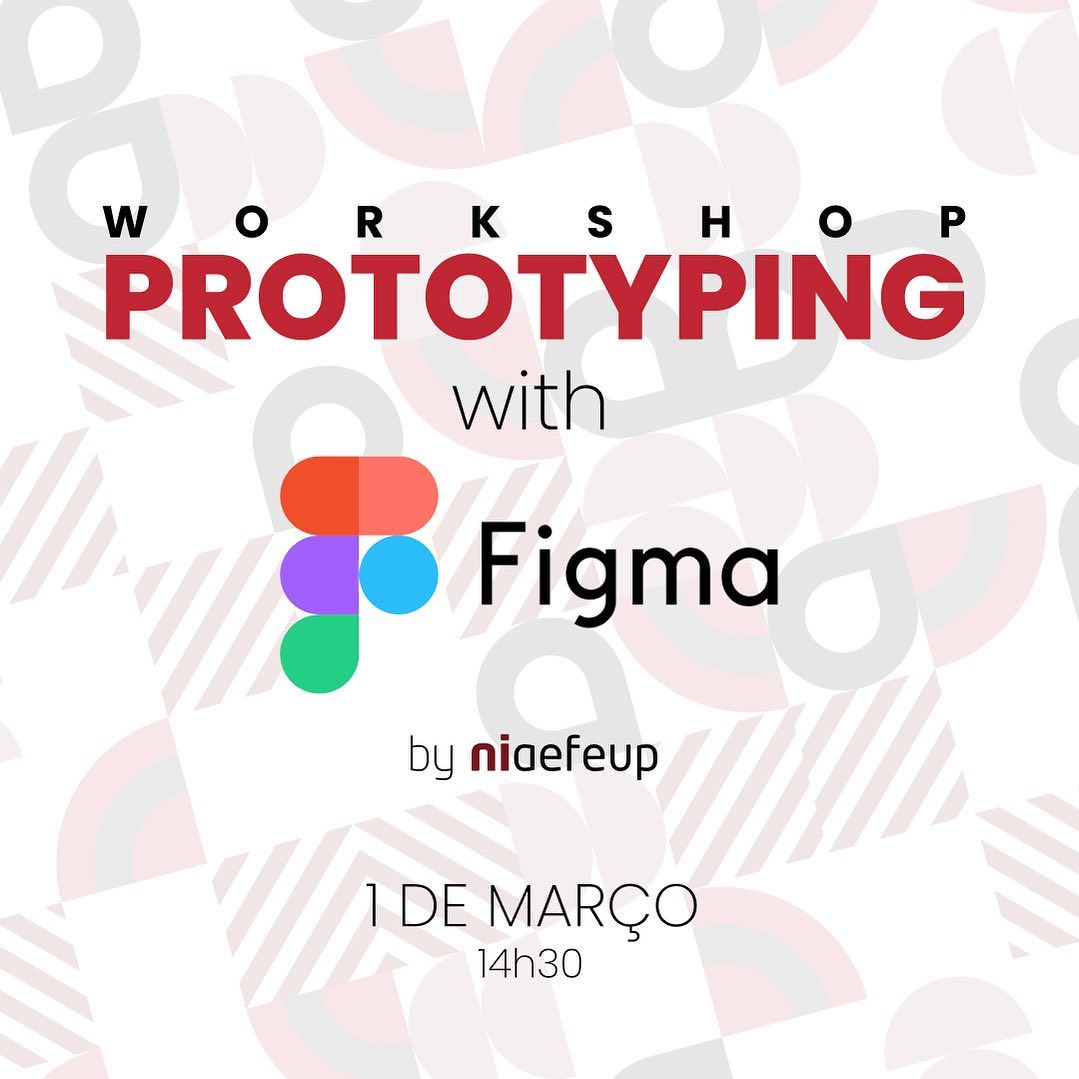 WORKSHOP
PROTOTYPING
with
Figma
by niaefeup
1 DE MARÇO
14h30